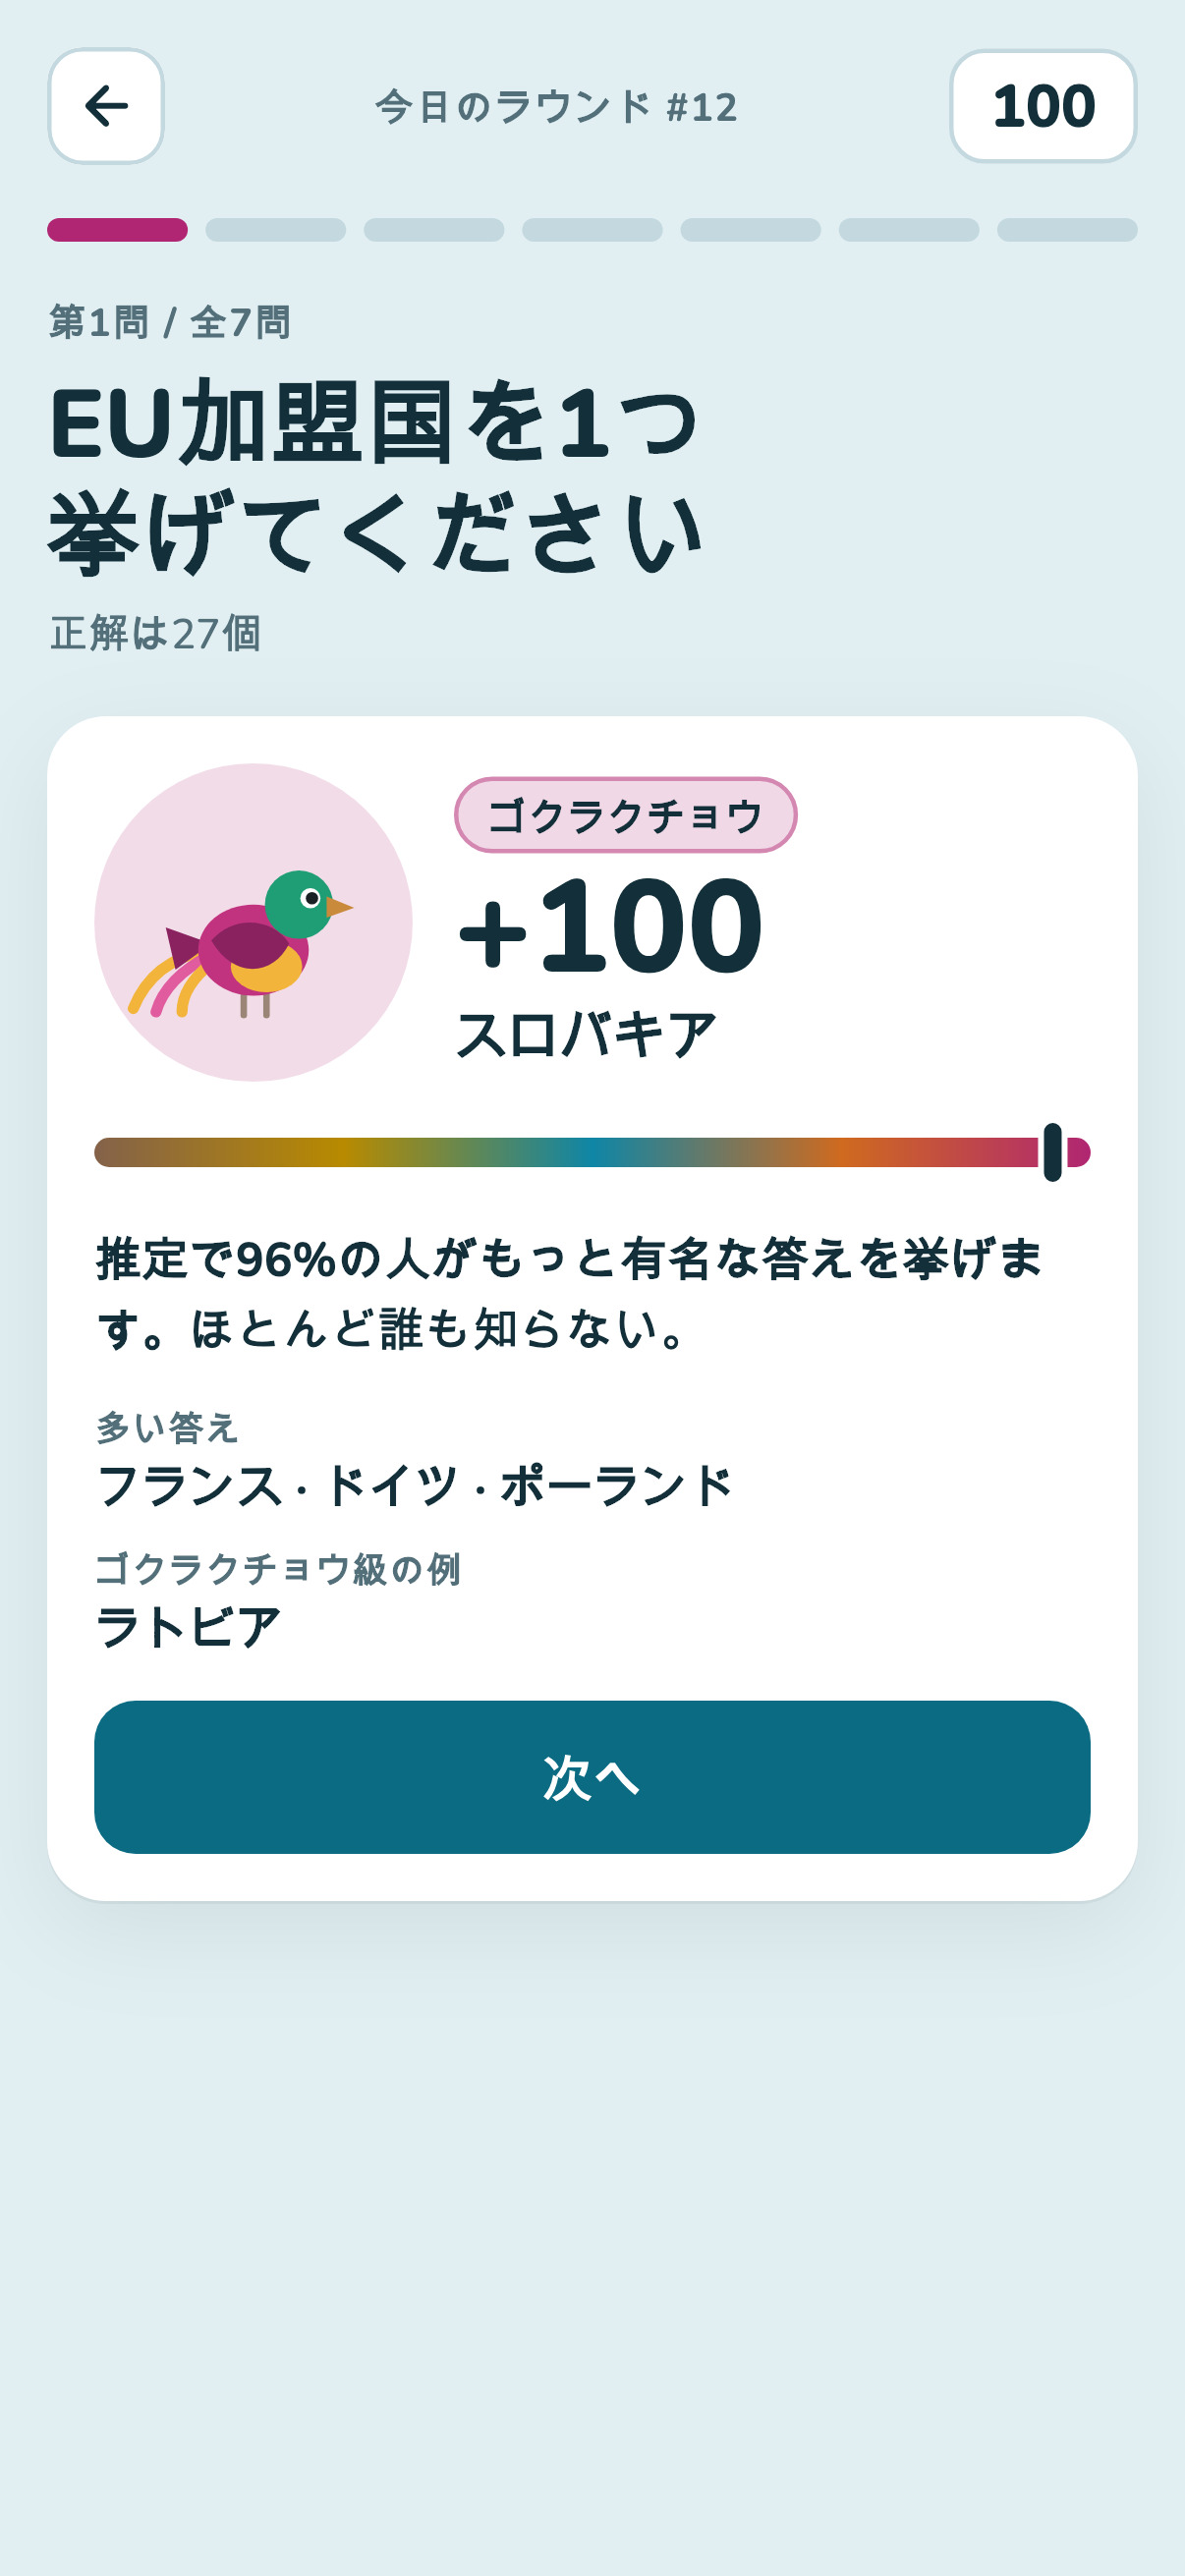 今日のラウンド #12
100
第1問 / 全7問
EU加盟国を1つ
挙げてください
正解は27個
ゴクラクチョウ
+100
スロバキア
推定で96%の人がもっと有名な答えを挙げま
す。ほとんど誰も知らない。
多い答え
フランス · ドイツ · ポーランド
ゴクラクチョウ級の例
ラトビア
次へ